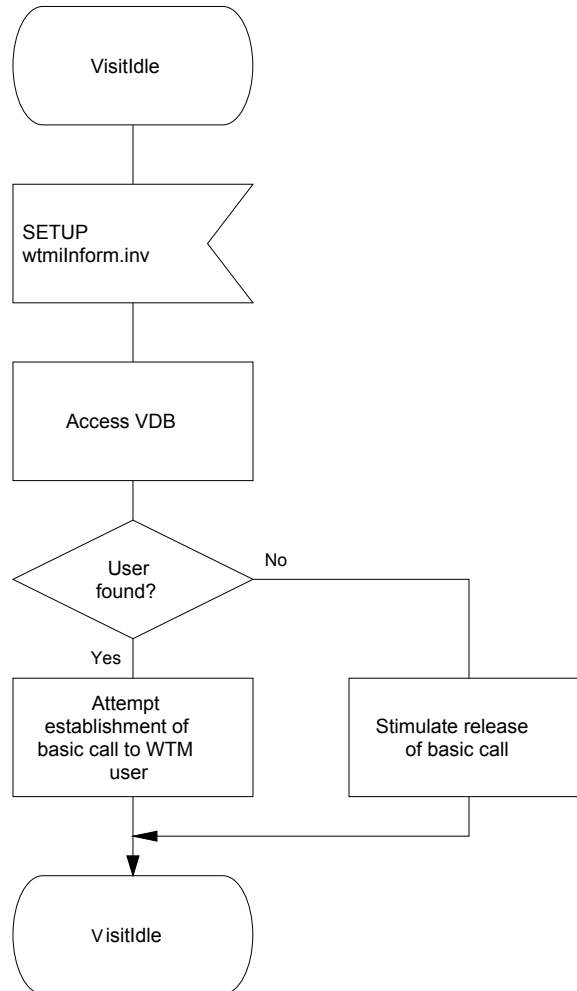 VisitIdle
SETUP
wtmiInform.inv
Access VDB
User
found?
No
Yes
Attempt
establishment of
basic call to WTM
user
Stimulate release
of basic call
VisitIdle